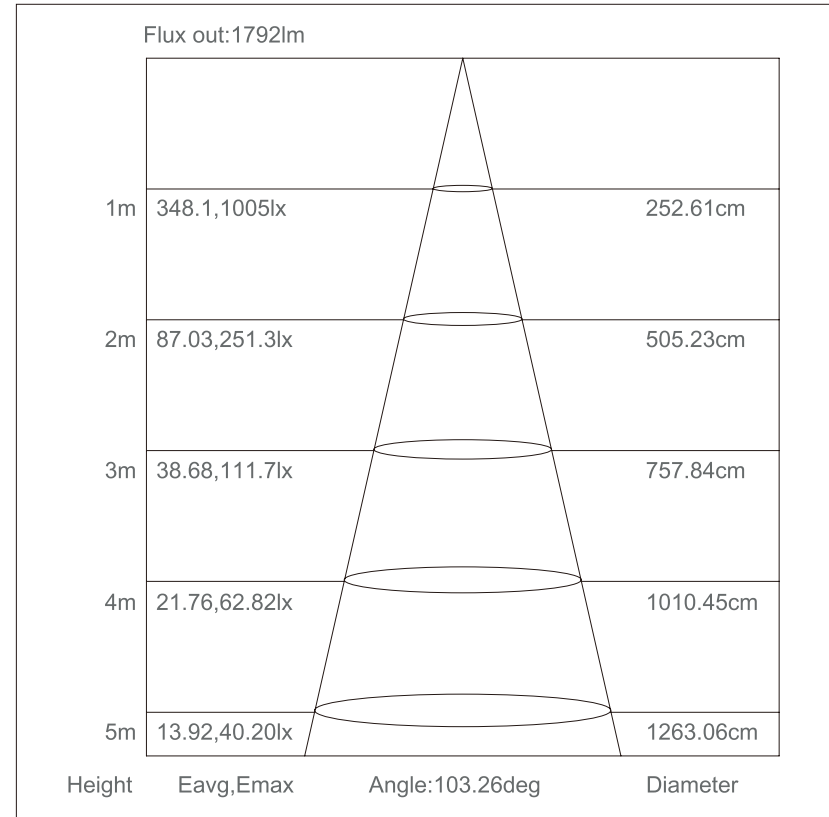 Flux out:1792lm
1m 348.1,1005lx 252.61cm
2m 87.03,251.3lx 505.23cm
3m 38.68,111.7lx 757.84cm
4m 21.76,62.82lx 1010.45cm
5m 13.92,40.20lx 1263.06cm
Height Eavg,Emax Angle:103.26deg Diameter